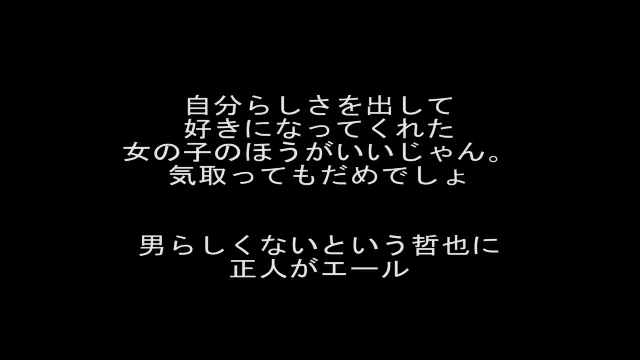 自分らしさを出して
好きになってくれた
女の子のほうがいいじゃん。
気取ってもだめでしょ
男らしくないという哲也に
正人がエール